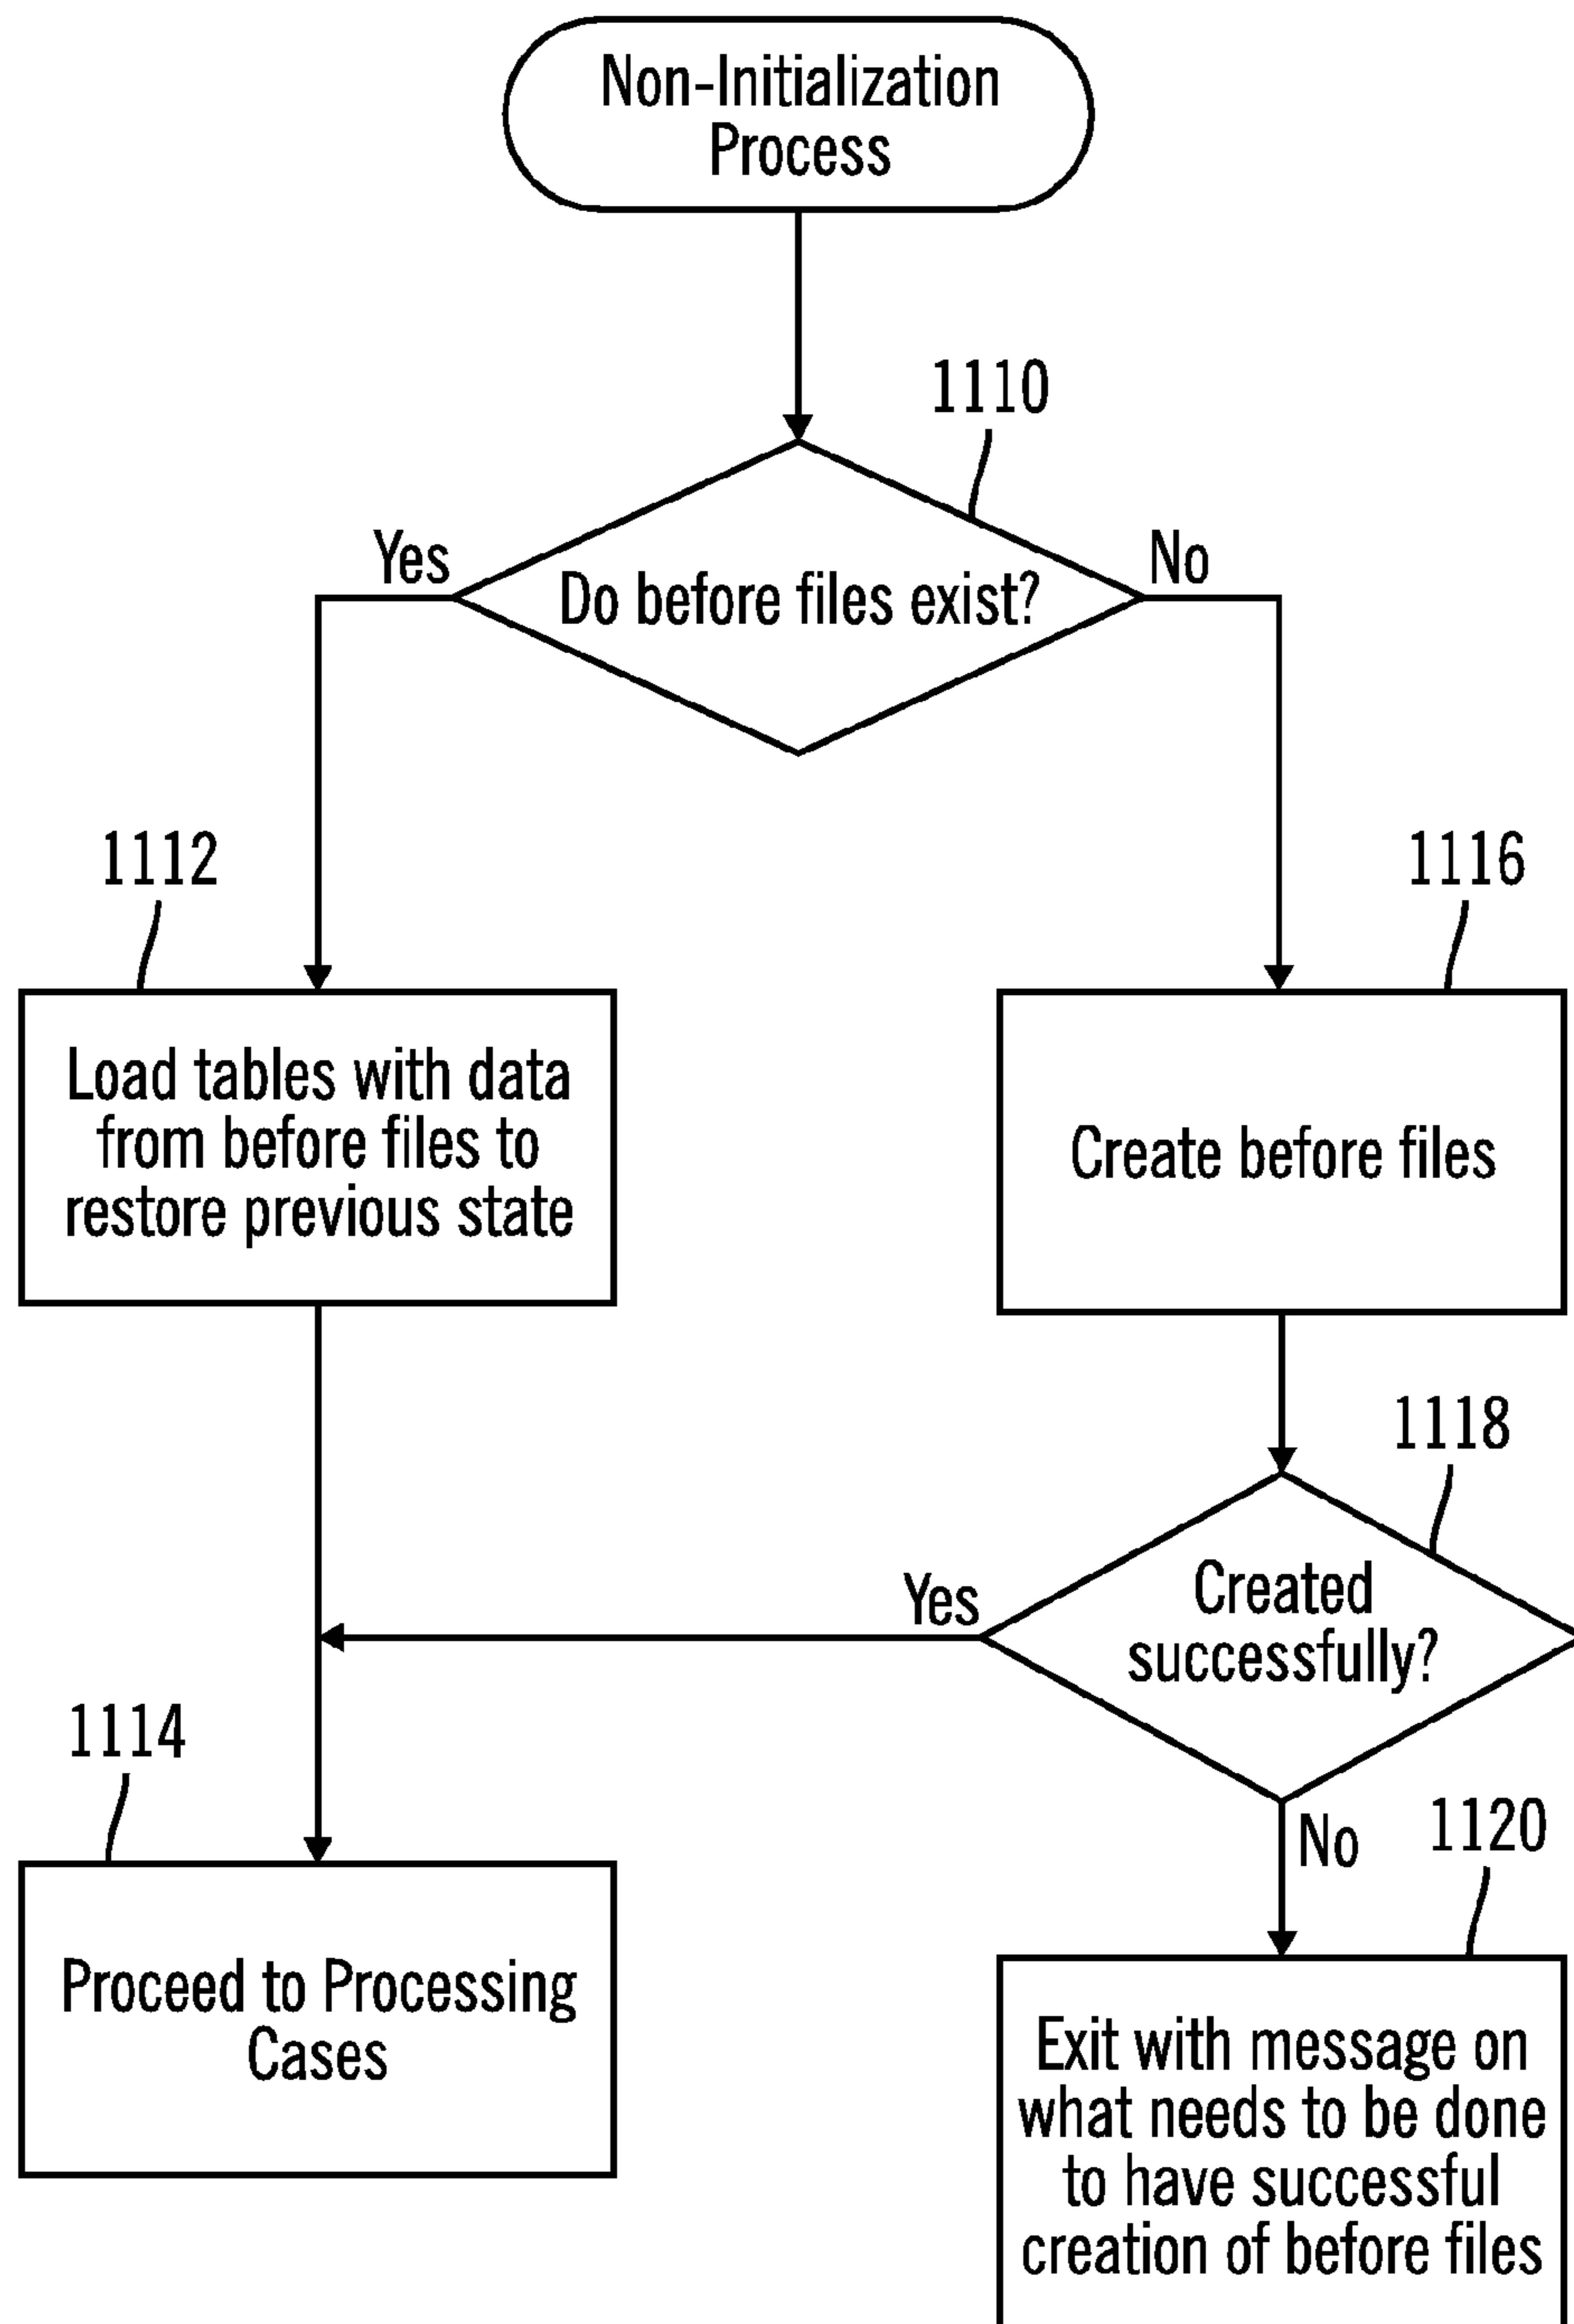 Non-Initialization
Process
1110
Yes
No
Do before files exist?
1112
1116
Load tables with data
from before files to
restore previous state
Create before files
1118
Yes
Created
successfully?
1114
No
1120
Proceed to Processing
Cases
Exit with message on
what needs to be done
to have successful
creation of before files